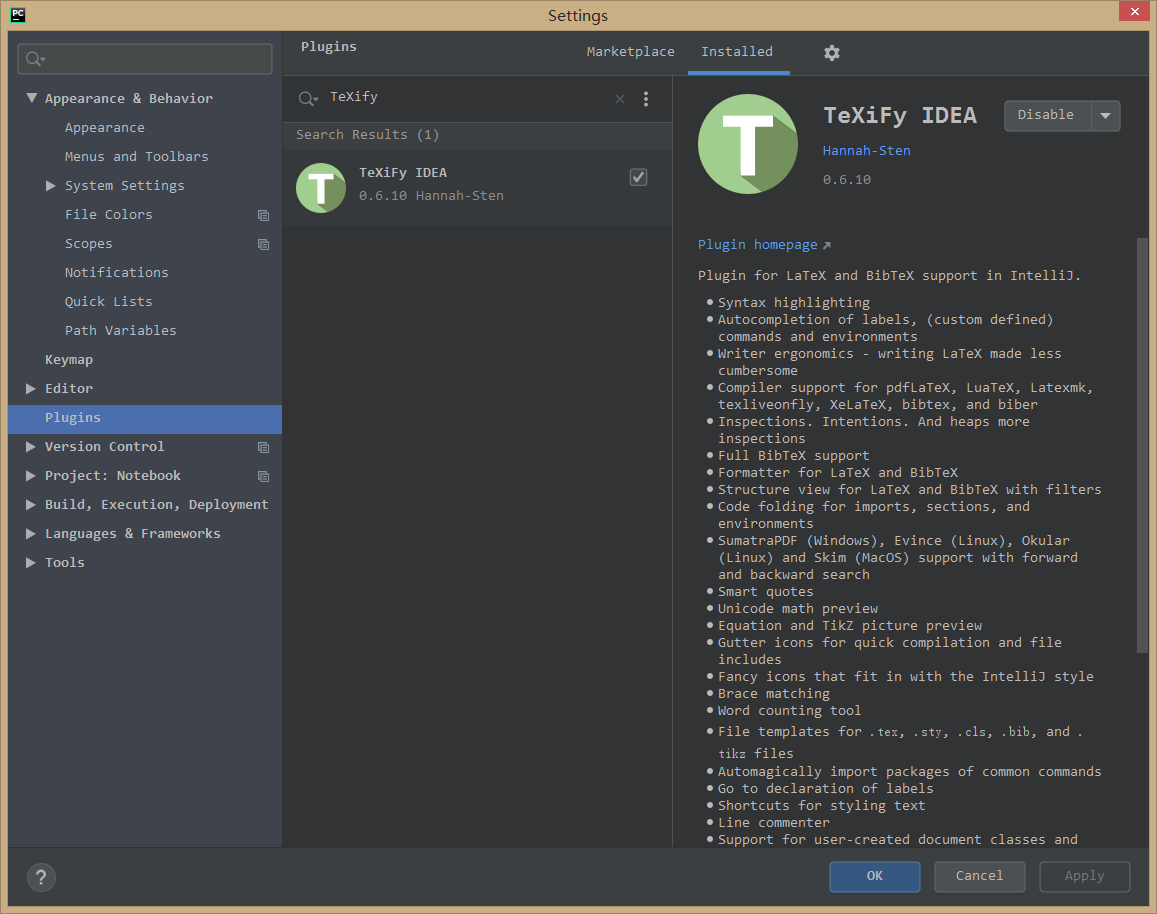 PC
Settings
Appearance & Behavior
Appearance
Menus and Toolbars
System Settings
File Colors
Scopes
Notifications
Quick Lists
Path Variables
Keymap
Editor
Plugins
Version Control
Project: Notebook
Build, Execution, Deployment
Languages & Frameworks
Tools
Plugins
Marketplace
Installed
TeXify
Search Results (1)
T
TeXiFy IDEA
0.6.10 Hannah-Sten
T
TeXiFy IDEA
Disable
Hannah-Sten
0.6.10
Plugin homepage
Plugin for LaTeX and BibTeX support in IntelliJ.
Syntax highlighting
Autocompletion of labels, (custom defined)
commands and environments
Writer ergonomics - writing LaTeX made less
cumbersome
Compiler support for pdfLaTeX, LuaTeX, Latexmk,
texliveonfly, XeLaTeX, bibtex, and biber
Inspections. Intentions. And heaps more
inspections
Full BibTeX support
Formatter for LaTeX and BibTeX
Structure view for LaTeX and BibTeX with filters
Code folding for imports, sections, and
environments
SumatraPDF (Windows), Evince (Linux), Okular
(Linux) and Skim (MacOS) support with forward
and backward search
Smart quotes
Unicode math preview
Equation and TikZ picture preview
Gutter icons for quick compilation and file
includes
Fancy icons that fit in with the IntelliJ style
Brace matching
Word counting tool
File templates for .tex, .sty, .cls, .bib, and .
tikz files
Automagically import packages of common commands
Go to declaration of labels
Shortcuts for styling text
Line commenter
Support for user-created document classes and
?
OK
Cancel
Apply